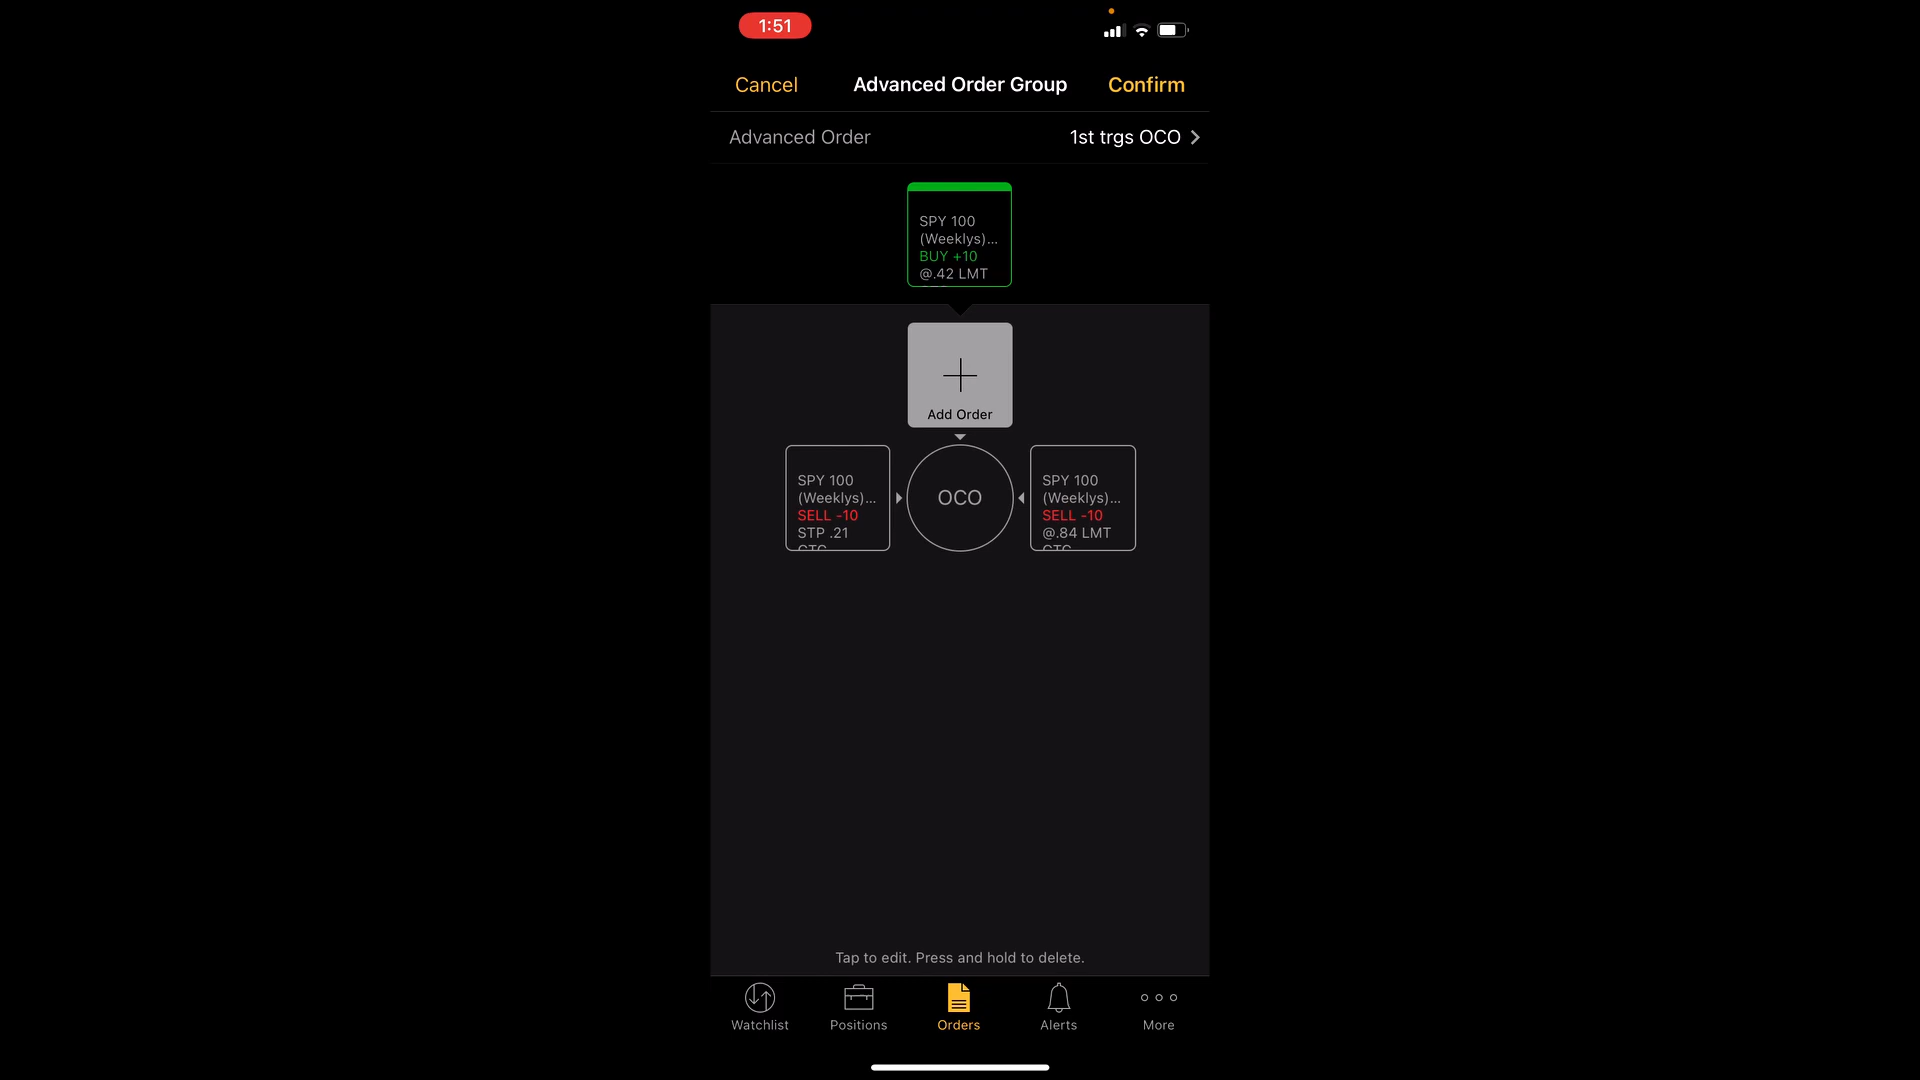 1:51
Cancel
Advanced Order Group
Confirm
Advanced Order
1st trgs OCO
SPY 100
(Weeklys)...
BUY +10
@.42 LMT
Add Order
SPY 100
(Weeklys)...
SELL -10
STP .21
GTC
OCO
SPY 100
(Weeklys)...
SELL -10
@.84 LMT
GTC
Tap to edit. Press and hold to delete.
Watchlist
Positions
Orders
Alerts
More